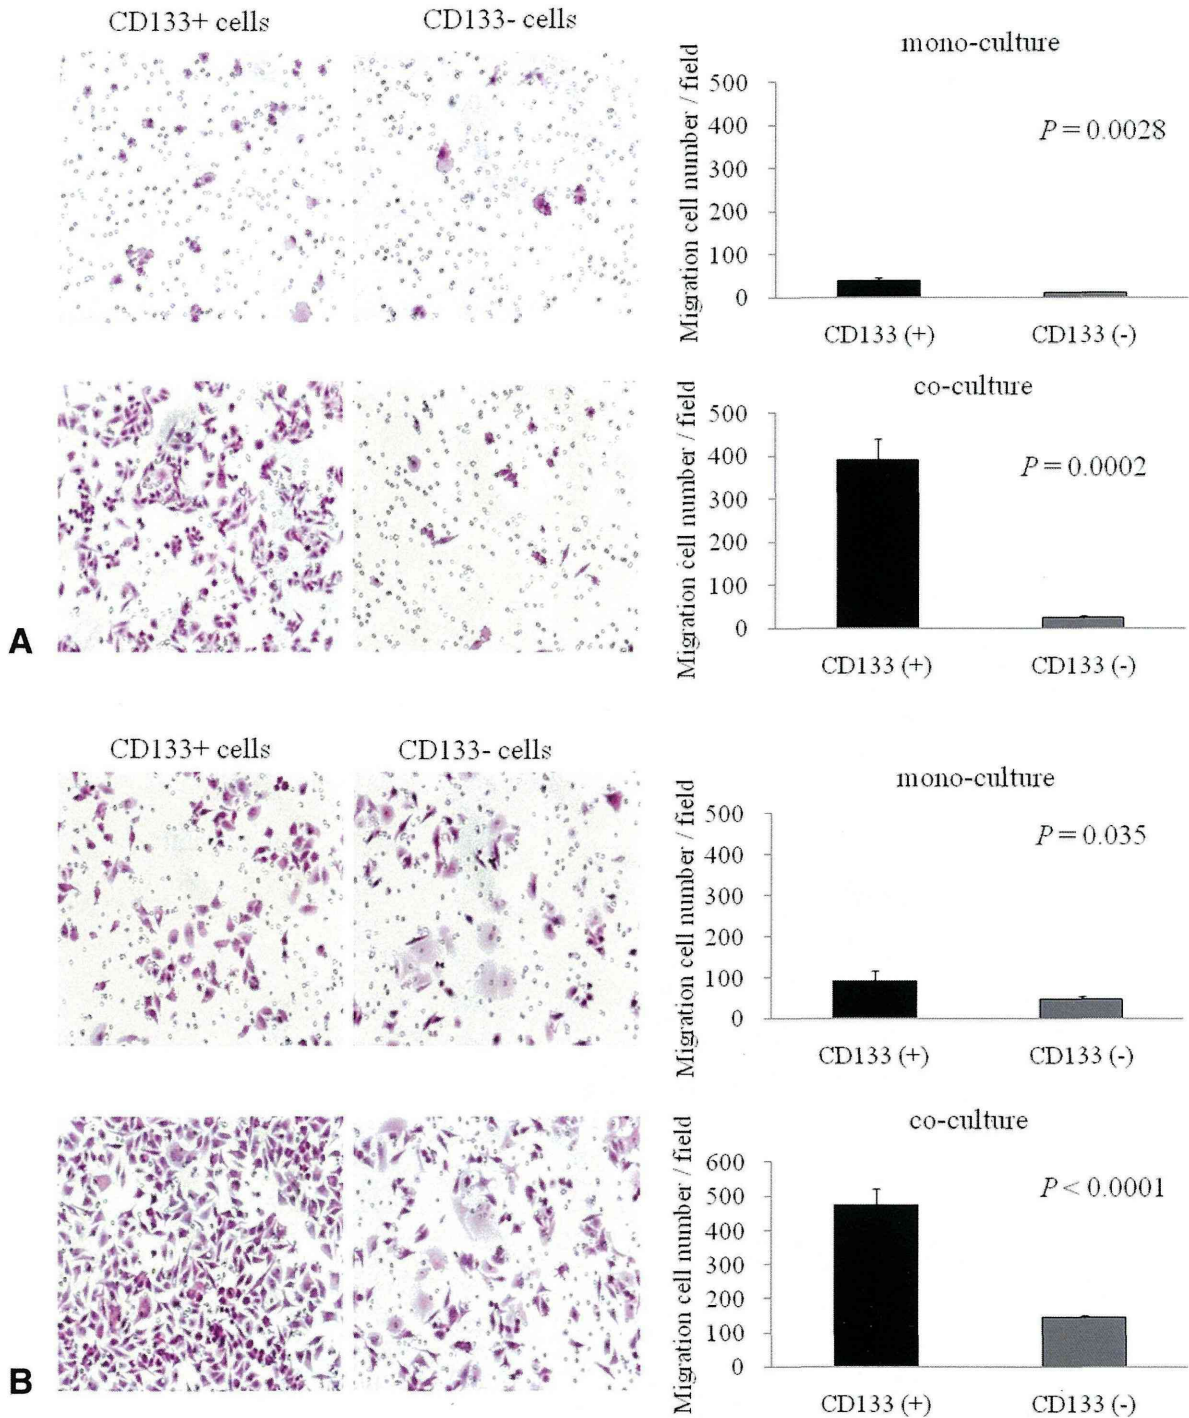 CD133+ cells
CD133- cells
mono-culture
Migration cell number / field
500
400
300
200
100
0
P = 0.0028
CD133 (+)
CD133 (-)
co-culture
Migration cell number / field
500
400
300
200
100
0
P = 0.0002
CD133 (+)
CD133 (-)
A
CD133+ cells
CD133- cells
mono-culture
Migration cell number / field
500
400
300
200
100
0
P = 0.035
CD133 (+)
CD133 (-)
co-culture
Migration cell number / field
600
500
400
300
200
100
0
P < 0.0001
CD133 (+)
CD133 (-)
B